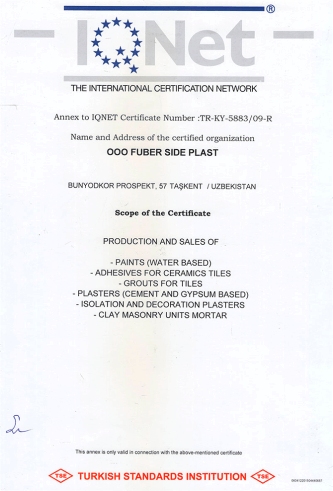 IQNet ®
THE INTERNATIONAL CERTIFICATION NETWORK
Annex to IQNET Certificate Number :TR-KY-5883/09-R
Name and Address of the certified organization
OOO FUBER SIDE PLAST
BUNYODKOR PROSPEKT, 57 TAŞKENT / UZBEKISTAN
Scope of the Certificate
PRODUCTION AND SALES OF
- PAINTS (WATER BASED)
- ADHESIVES FOR CERAMICS TILES
- GROUTS FOR TILES
- PLASTERS (CEMENT AND GYPSUM BASED)
- ISOLATION AND DECORATION PLASTERS
- CLAY MASONRY UNITS MORTAR
This annex is only valid in connection with the above-mentioned certificate
TSE TURKISH STANDARDS INSTITUTION TSE